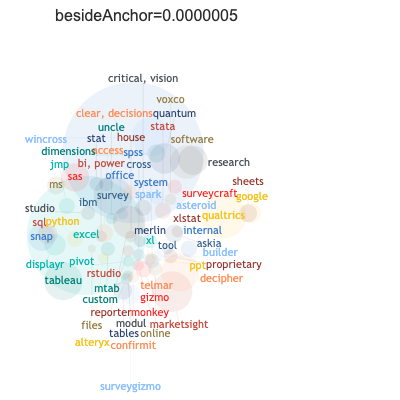 besideAnchor=0.0000005
critical, vision
voxco
clear, decisions quantum
uncle stata
wincross stat house software
dimensions access spss
jmp bi, power cross research
sas office
ms system sheets
survey spark surveycraft google
studio ibm asteroid
sql python xlstat qualtrics
snap excel merlin internal
xl askia
tool builder
displayr pivot ppt proprietary
rstudio decipher
tableau mtab telmar
custom gizmo
reporter monkey
files modul marketsight
tables online
alteryx confirmit
surveygizmo